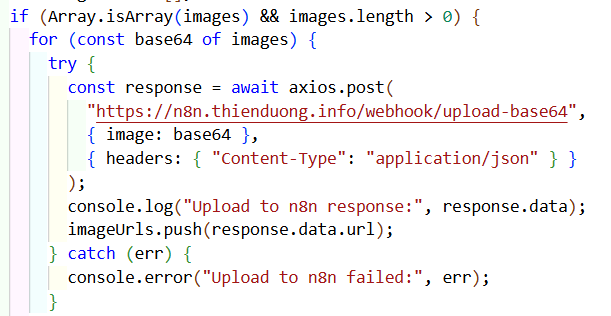 if (Array.isArray(images) && images.length > 0) {
for (const base64 of images) {
try {
const response = await axios.post(
"https://n8n.thienduong.info/webhook/upload-base64",
{ image: base64 },
{ headers: { "Content-Type": "application/json" } }
);
console.log("Upload to n8n response:", response.data);
imageUrls.push(response.data.url);
} catch (err) {
console.error("Upload to n8n failed:", err);
}